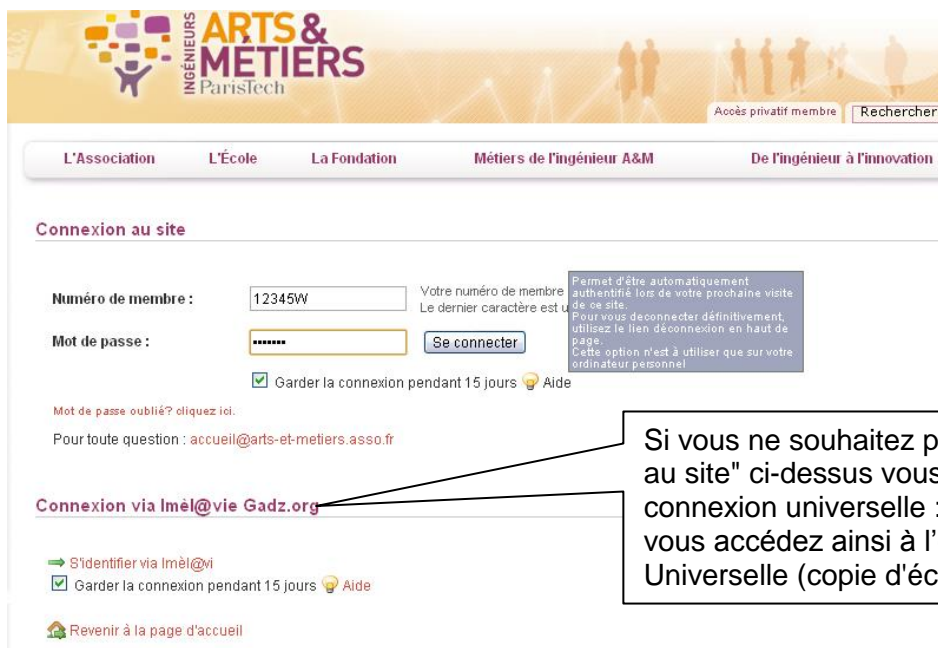 INGÉNIEURS
ARTS &
MÉTIERS
ParisTech
Accès privatif membre Rechercher
L'Association L'École La Fondation Métiers de l'ingénieur A&M De l'ingénieur à l'innovation
Connexion au site
Numéro de membre : 12345W Votre numéro de membre
Le dernier caractère est
Permet d'être automatiquement
authentifié lors de votre prochaine visite
de ce site.
Pour vous deconnecter définitivement,
utilisez le lien déconnexion en haut de
page.
Cette option n'est à utiliser que sur votre
ordinateur personnel
Mot de passe : ••••••• Se connecter
Garder la connexion pendant 15 jours Aide
Mot de passe oublié? cliquez ici.
Pour toute question : accueil@arts-et-metiers.asso.fr
Si vous ne souhaitez p
au site" ci-dessus vous
connexion universelle :
vous accédez ainsi à l'
Universelle (copie d'éc
Connexion via Imèl@vie Gadz.org
S'identifier via Imèl@vi
Garder la connexion pendant 15 jours Aide
Revenir à la page d'accueil